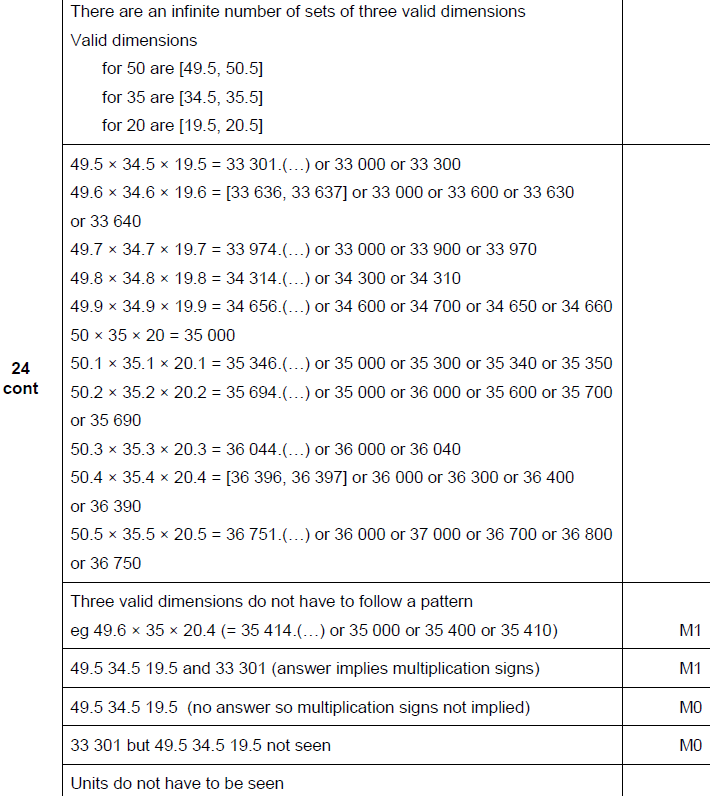 There are an infinite number of sets of three valid dimensions
Valid dimensions
for 50 are [49.5, 50.5]
for 35 are [34.5, 35.5]
for 20 are [19.5, 20.5]
49.5 × 34.5 × 19.5 = 33 301.(…) or 33 000 or 33 300
49.6 × 34.6 × 19.6 = [33 636, 33 637] or 33 000 or 33 600 or 33 630
or 33 640
49.7 × 34.7 × 19.7 = 33 974.(…) or 33 000 or 33 900 or 33 970
49.8 × 34.8 × 19.8 = 34 314.(…) or 34 300 or 34 310
49.9 × 34.9 × 19.9 = 34 656.(…) or 34 600 or 34 700 or 34 650 or 34 660
50 × 35 × 20 = 35 000
50.1 × 35.1 × 20.1 = 35 346.(…) or 35 000 or 35 300 or 35 340 or 35 350
50.2 × 35.2 × 20.2 = 35 694.(…) or 35 000 or 36 000 or 35 600 or 35 700
or 35 690
50.3 × 35.3 × 20.3 = 36 044.(…) or 36 000 or 36 040
50.4 × 35.4 × 20.4 = [36 396, 36 397] or 36 000 or 36 300 or 36 400
or 36 390
50.5 × 35.5 × 20.5 = 36 751.(…) or 36 000 or 37 000 or 36 700 or 36 800
or 36 750
24
cont
Three valid dimensions do not have to follow a pattern
eg 49.6 × 35 × 20.4 (= 35 414.(…) or 35 000 or 35 400 or 35 410) M1
49.5 34.5 19.5 and 33 301 (answer implies multiplication signs) M1
49.5 34.5 19.5 (no answer so multiplication signs not implied) M0
33 301 but 49.5 34.5 19.5 not seen M0
Units do not have to be seen